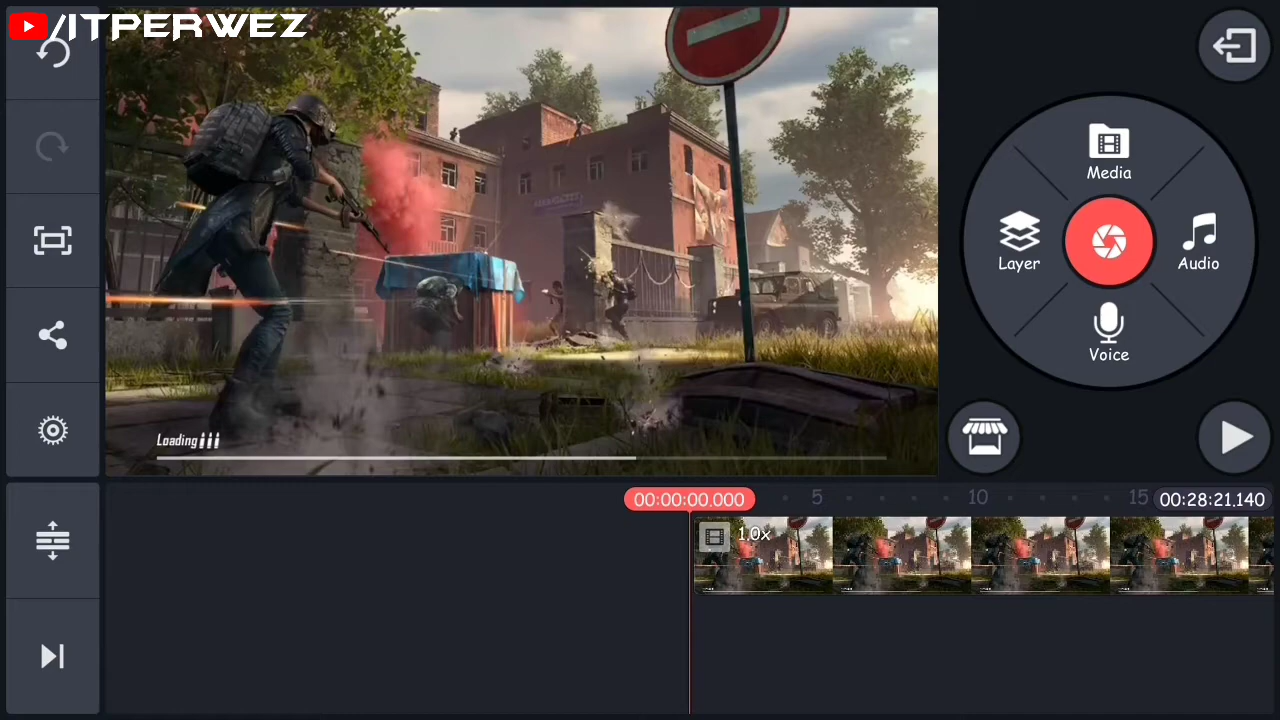 /ITPERWEZ
Media
Layer
Audio
Voice
Loading
00:00:00.000
5
10
15
00:28:21.140
1.0x